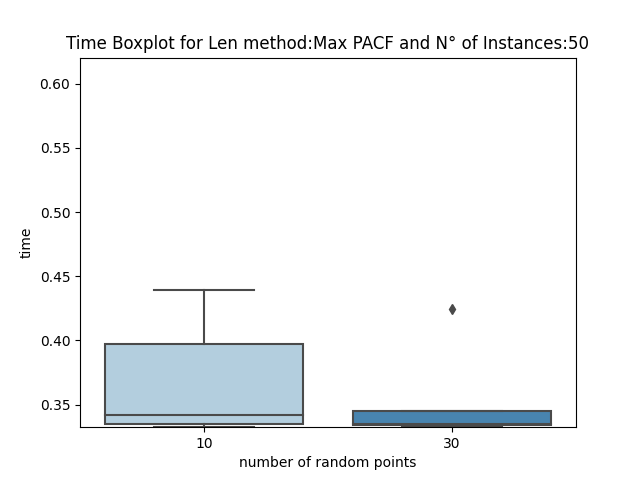 Time Boxplot for Len method:Max PACF and N° of Instances:50
0.60
0.55
0.50
0.45
0.40
0.35
time
10 30
number of random points